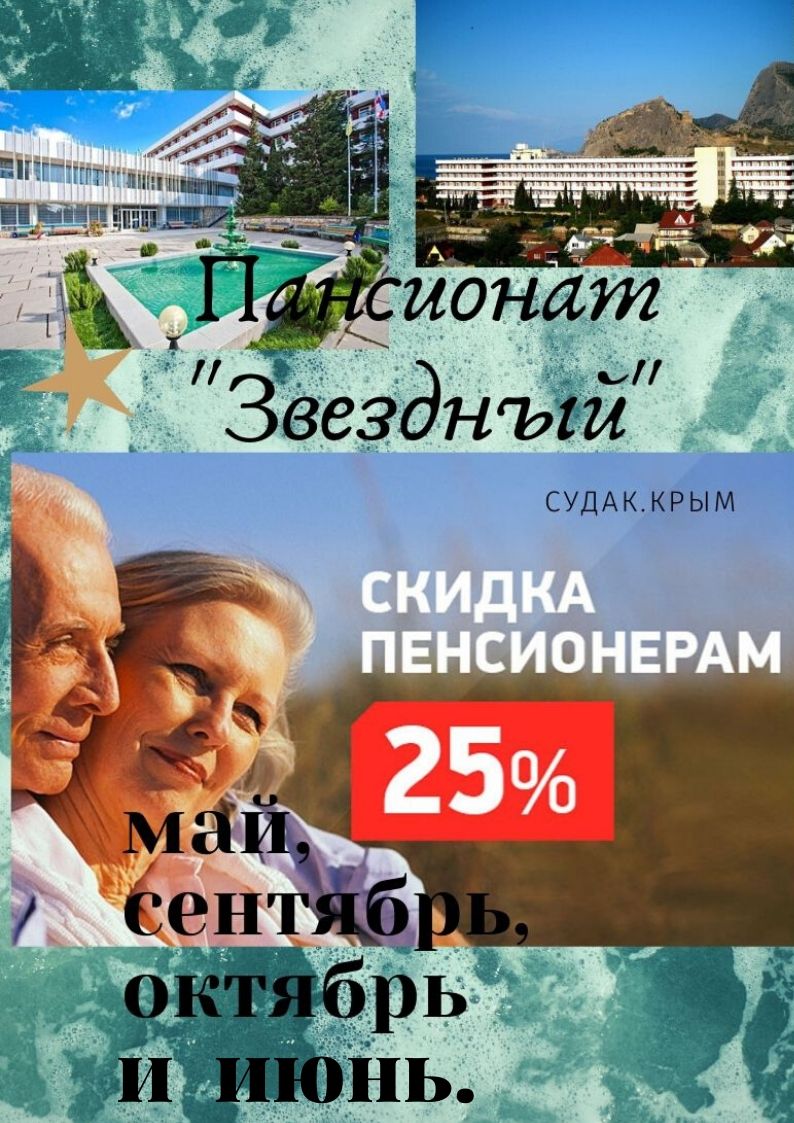 Пансионат
"Звездный"
СУДАК.КРЫМ
СКИДКА
ПЕНСИОНЕРАМ
25%
май,
сентябрь,
октябрь
и июнь.